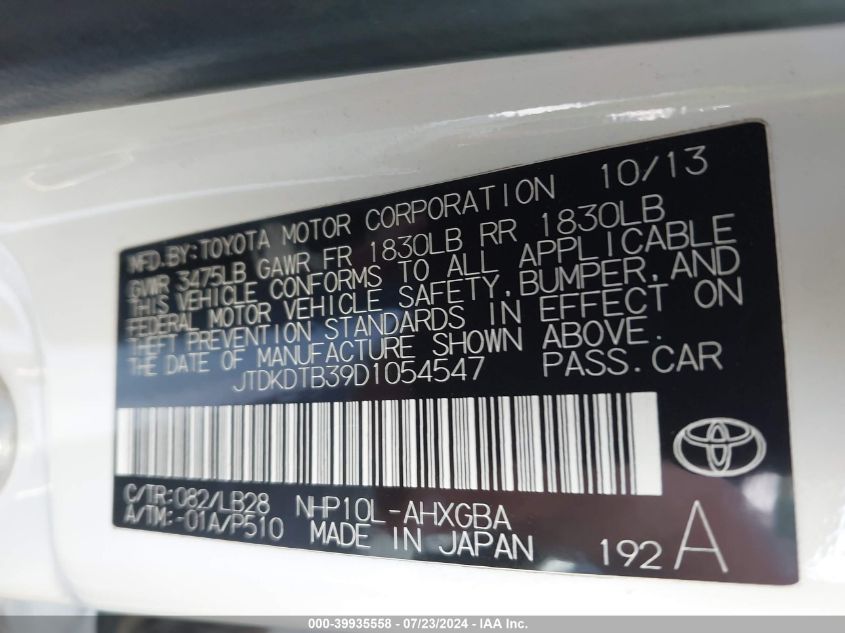 MFD.BY:TOYOTA MOTOR CORPORATION 10/13
GVWR 3475LB GAWR FR 1830LB RR 1830LB
THIS VEHICLE CONFORMS TO ALL APPLICABLE
FEDERAL MOTOR VEHICLE SAFETY,BUMPER,AND
THEFT PREVENTION STANDARDS IN EFFECT ON
THE DATE OF MANUFACTURE SHOWN ABOVE.
JTDKDTB39D1054547 PASS.CAR
C/TR:082/LB28 NHP10L-AHXGBA
A/TM:-01A/P510 MADE IN JAPAN 192 A
000-39935558 - 07/23/2024 - IAA Inc.